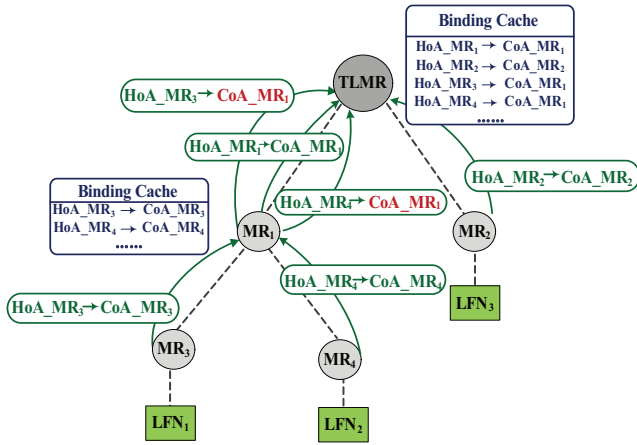 Binding Cache
HoA_MR₁→CoA_MR₁
HoA_MR₂→CoA_MR₂
HoA_MR₃→CoA_MR₁
HoA_MR₄→CoA_MR₁
......
TLMR
HoA_MR₃→CoA_MR₁
HoA_MR₁→CoA_MR₁
HoA_MR₂→CoA_MR₂
Binding Cache
HoA_MR₃→CoA_MR₃
HoA_MR₄→CoA_MR₄
......
HoA_MR₄→CoA_MR₁
MR₁
MR₂
HoA_MR₃→CoA_MR₃
HoA_MR₄→CoA_MR₄
LFN₃
MR₃
MR₄
LFN₁
LFN₂